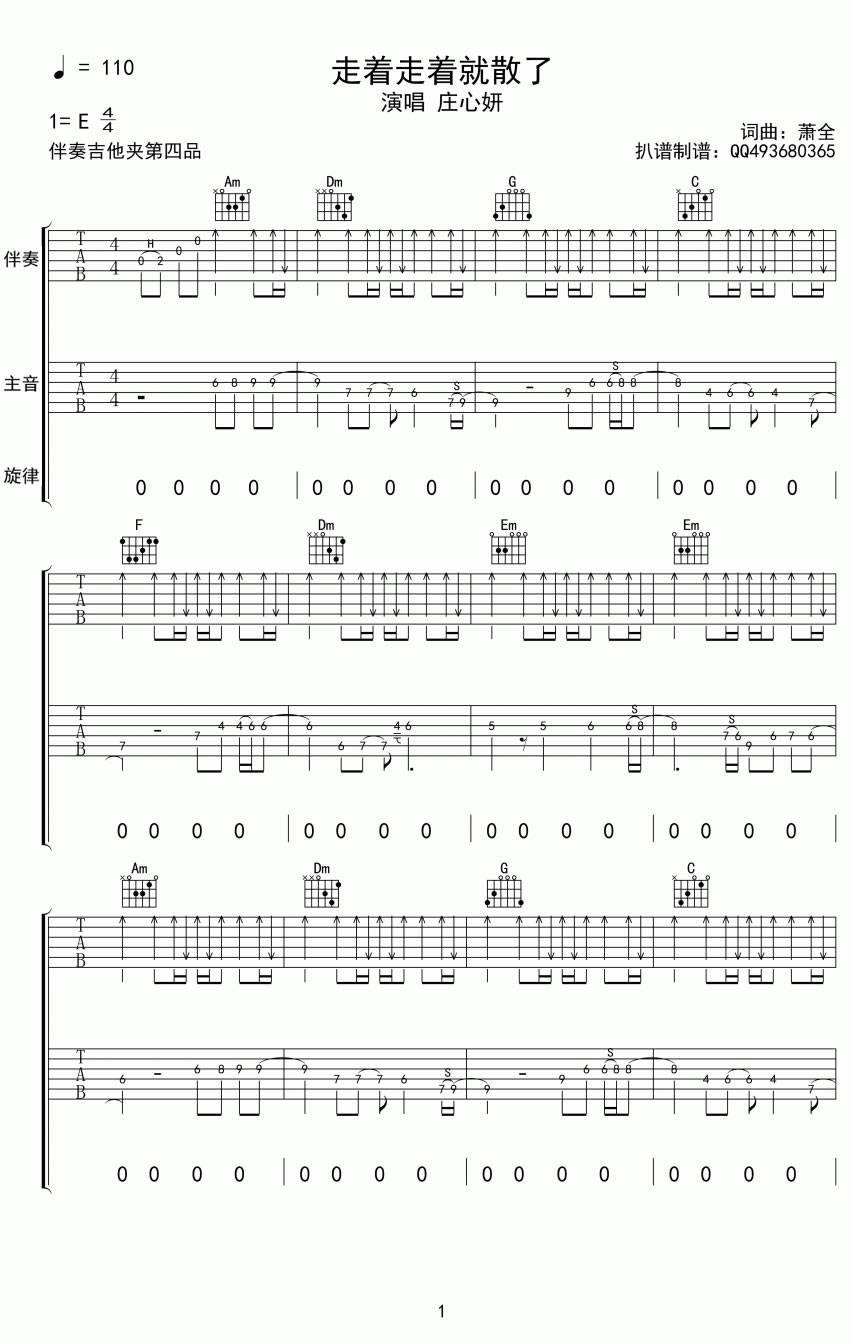 ♩ = 110
走着走着就散了
演唱 庄心妍
1= E 4/4
词曲：萧全
伴奏吉他夹第四品
扒谱制谱：QQ493680365
Am Dm G C
伴奏 T A B 4 4 0 H 2 0 0
主音 T A B 4 4 6 8 9 9 9 7 7 7 6 7 S 9 9 9 6 6 S 8 8 8 4 6 6 4 7
旋律 0 0 0 0 0 0 0 0 0 0 0 0 0 0 0 0
F Dm Em Em
T A B
T A B 7 7 4 4 6 6 6 6 7 7 4 6 5 5 6 6 S 8 8 7 S 6 9 6 7 6
0 0 0 0 0 0 0 0 0 0 0 0 0 0 0 0
Am Dm G C
T A B
T A B 6 6 8 9 9 9 7 7 7 6 7 S 9 9 9 6 6 S 8 8 8 4 6 6 4 7
0 0 0 0 0 0 0 0 0 0 0 0 0 0 0 0
1